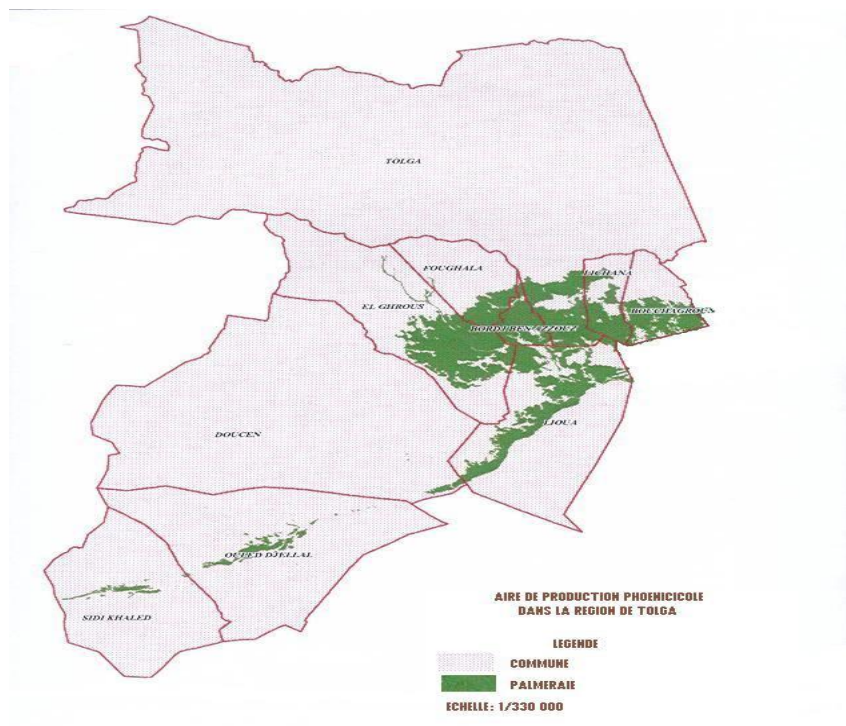 TOLGA
FOUGHALA
LICHANA
EL GHROUS
BOUCHAGROUN
BORDJ BEN AZZOUZ
LIOUA
DOUCEN
OULED DJELLAL
SIDI KHALED
AIRE DE PRODUCTION PHOENICICOLE
DANS LA REGION DE TOLGA
LEGENDE
COMMUNE
PALMERAIE
ECHELLE: 1/330 000